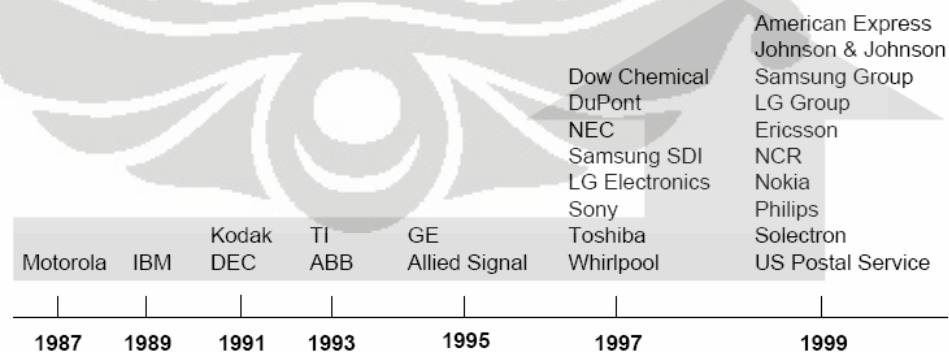 American Express
Johnson & Johnson
Dow Chemical Samsung Group
DuPont LG Group
NEC Ericsson
Samsung SDI NCR
LG Electronics Nokia
Sony Philips
Kodak TI GE Toshiba Solectron
Motorola IBM DEC ABB Allied Signal Whirlpool US Postal Service
1987 1989 1991 1993 1995 1997 1999